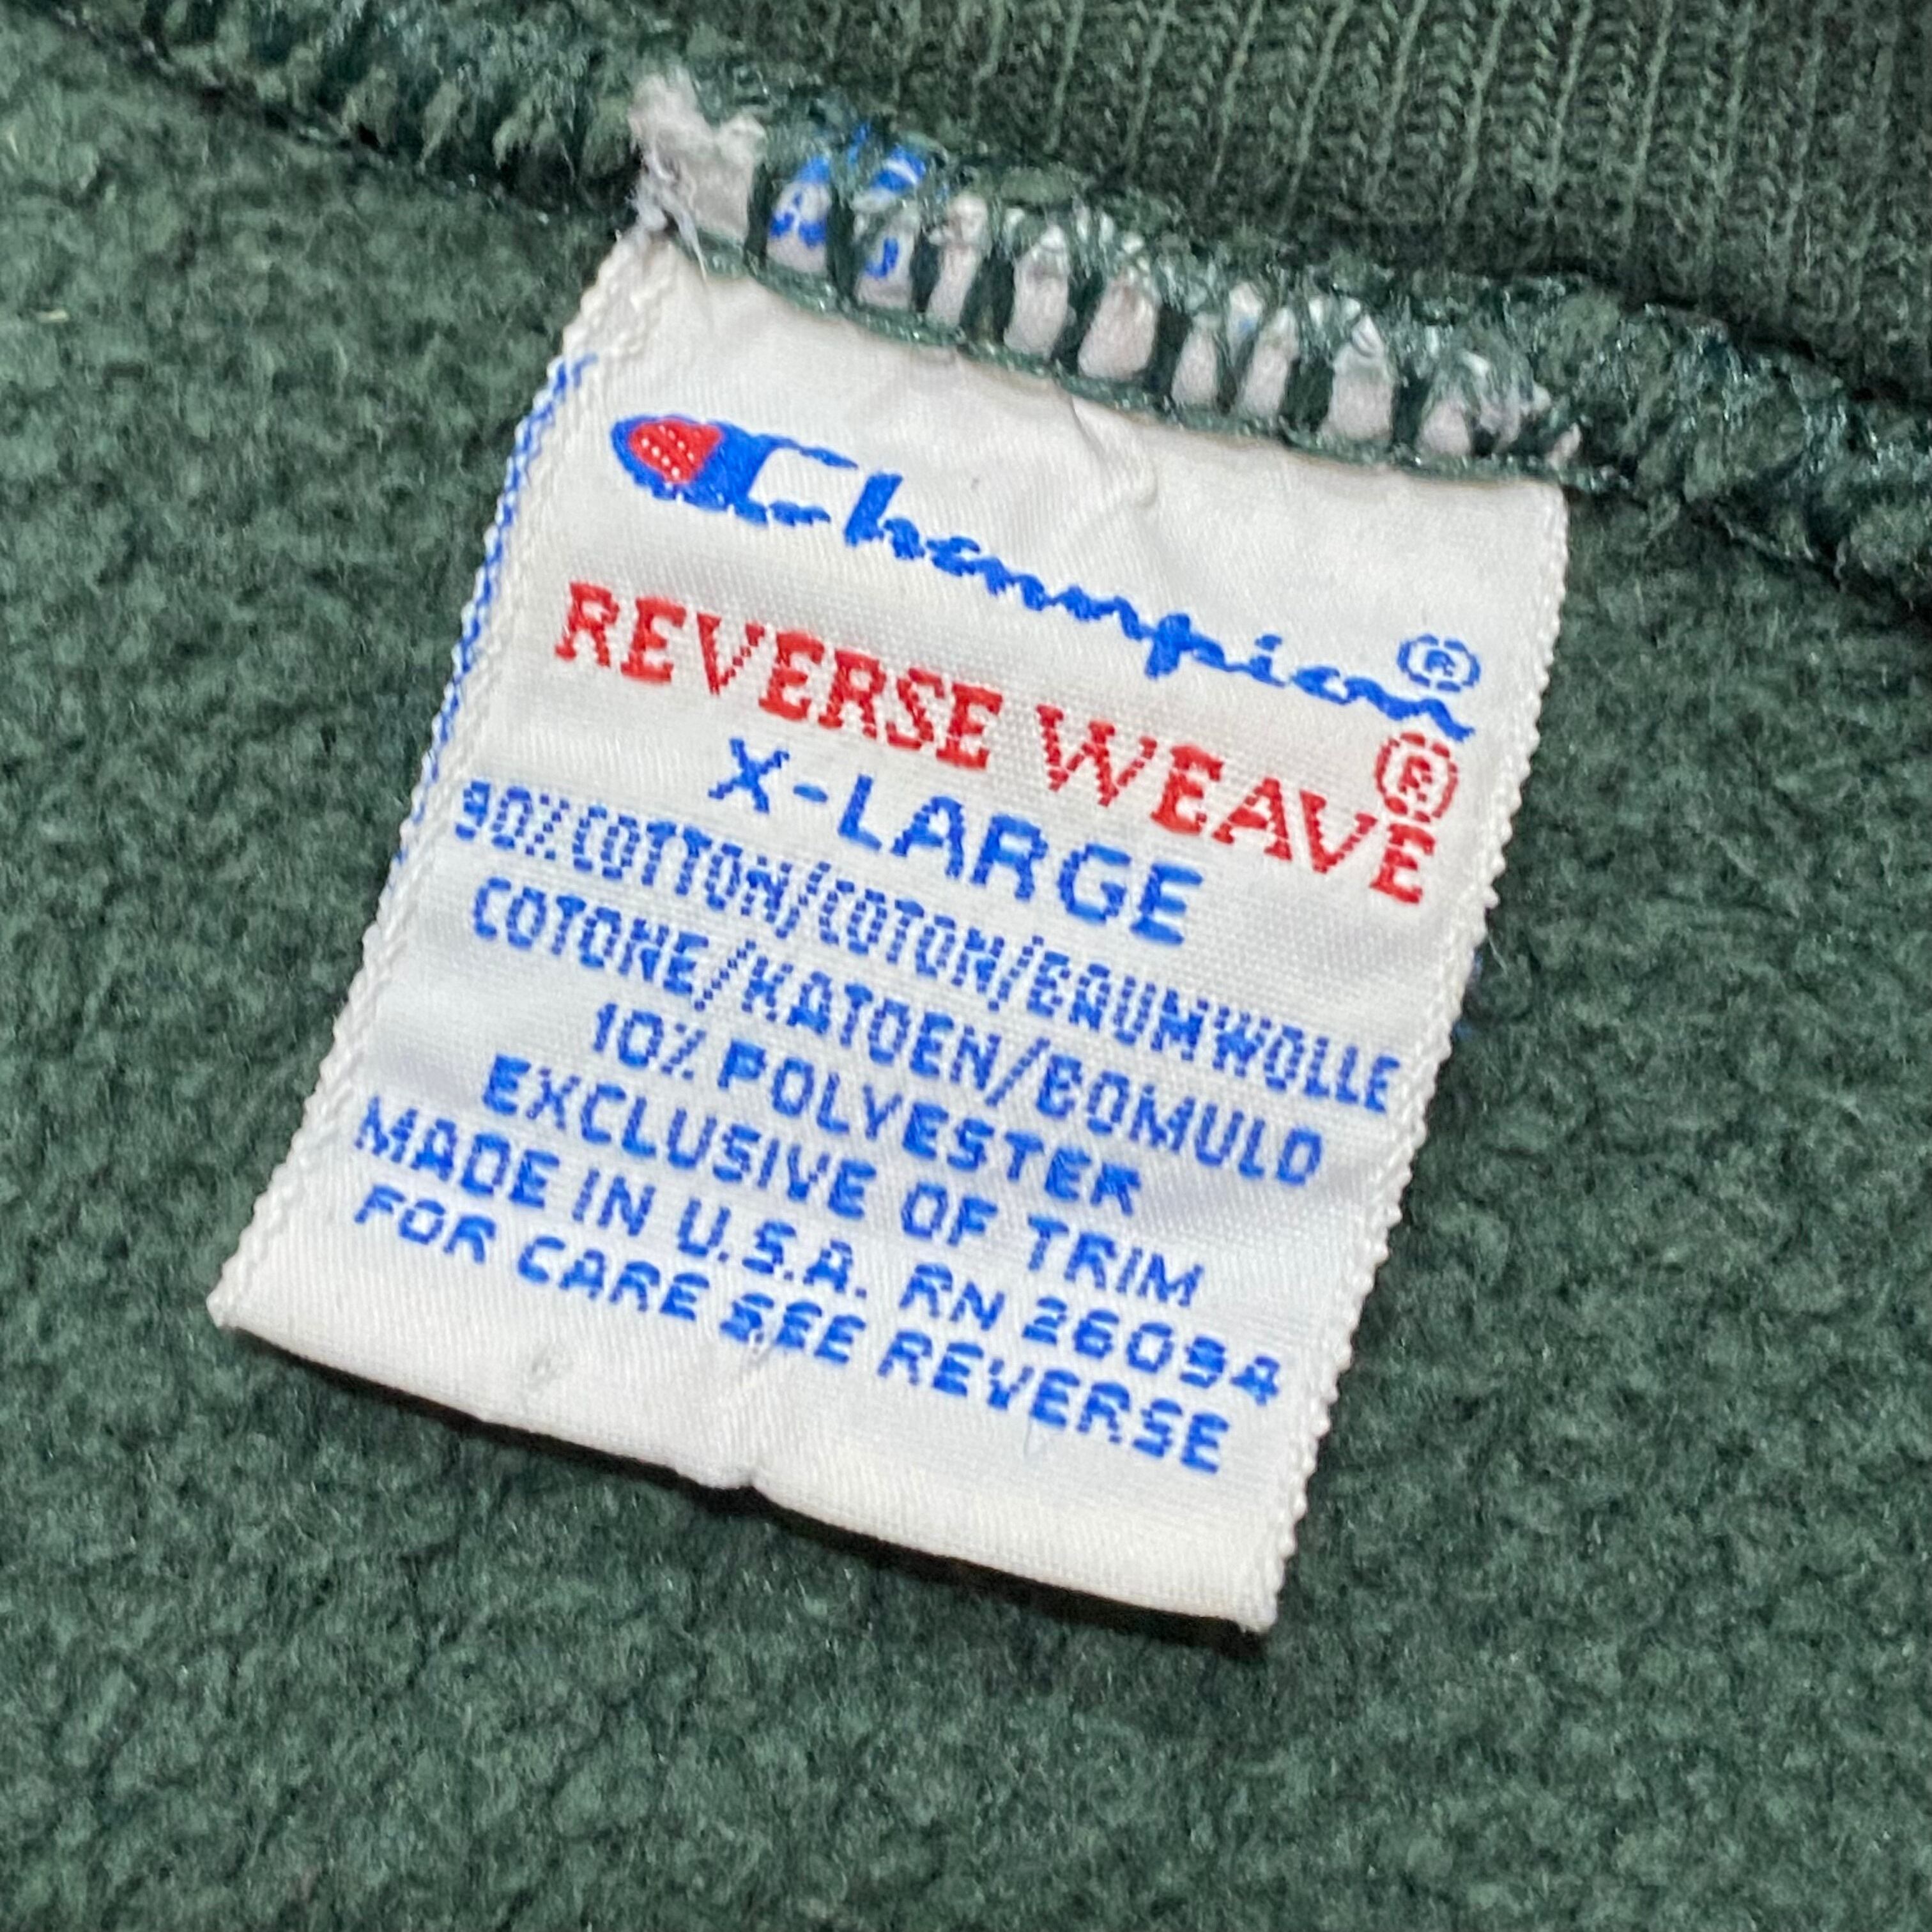 Champion®
REVERSE WEAVE®
X-LARGE
90% COTTON/COTON/BAUMWOLLE
COTONE/KATOEN/BOMULD
10% POLYESTER
EXCLUSIVE OF TRIM
MADE IN U.S.A. RN 26094
FOR CARE SEE REVERSE